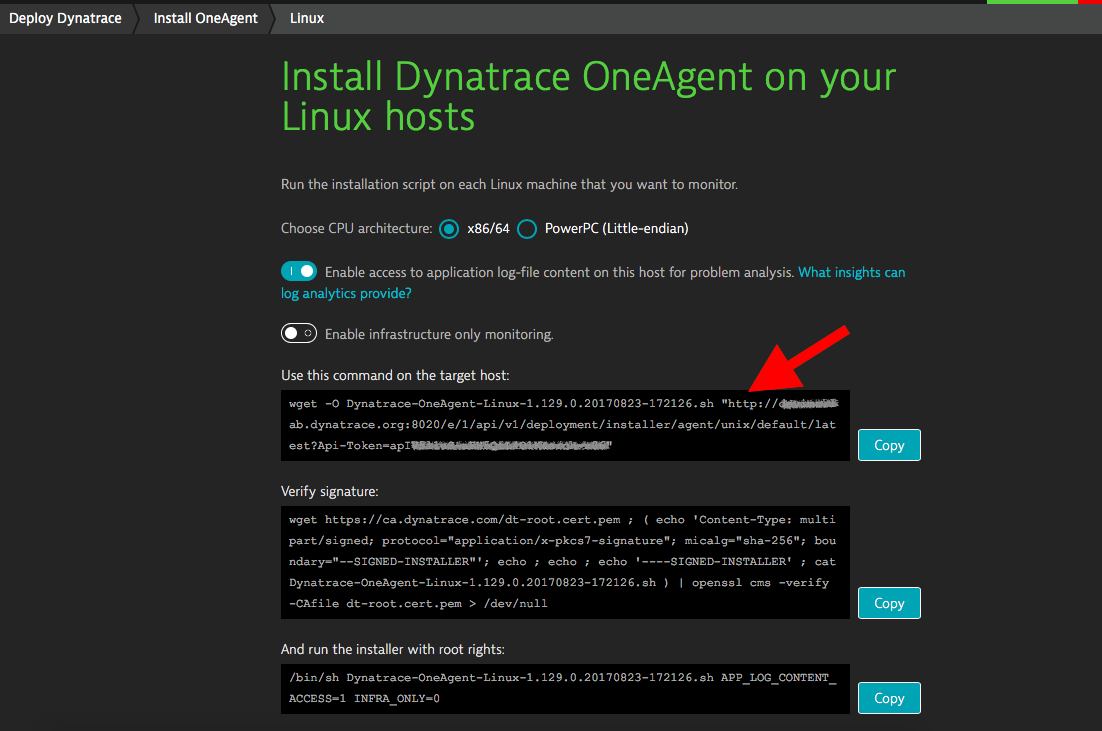 Deploy Dynatrace Install OneAgent Linux
Install Dynatrace OneAgent on your
Linux hosts
Run the installation script on each Linux machine that you want to monitor.
Choose CPU architecture: x86/64 PowerPC (Little-endian)
Enable access to application log-file content on this host for problem analysis. What insights can
log analytics provide?
Enable infrastructure only monitoring.
Use this command on the target host:
wget -O Dynatrace-OneAgent-Linux-1.129.0.20170823-172126.sh "http://
ab.dynatrace.org:8020/e/1/api/v1/deployment/installer/agent/unix/default/lat
est?Api-Token=apI"
Copy
Verify signature:
wget https://ca.dynatrace.com/dt-root.cert.pem ; ( echo 'Content-Type: multi
part/signed; protocol="application/x-pkcs7-signature"; micalg="sha-256"; bou
ndary="--SIGNED-INSTALLER"'; echo ; echo ; echo '----SIGNED-INSTALLER' ; cat
Dynatrace-OneAgent-Linux-1.129.0.20170823-172126.sh ) | openssl cms -verify
-CAfile dt-root.cert.pem > /dev/null
Copy
And run the installer with root rights:
/bin/sh Dynatrace-OneAgent-Linux-1.129.0.20170823-172126.sh APP_LOG_CONTENT_
ACCESS=1 INFRA_ONLY=0
Copy